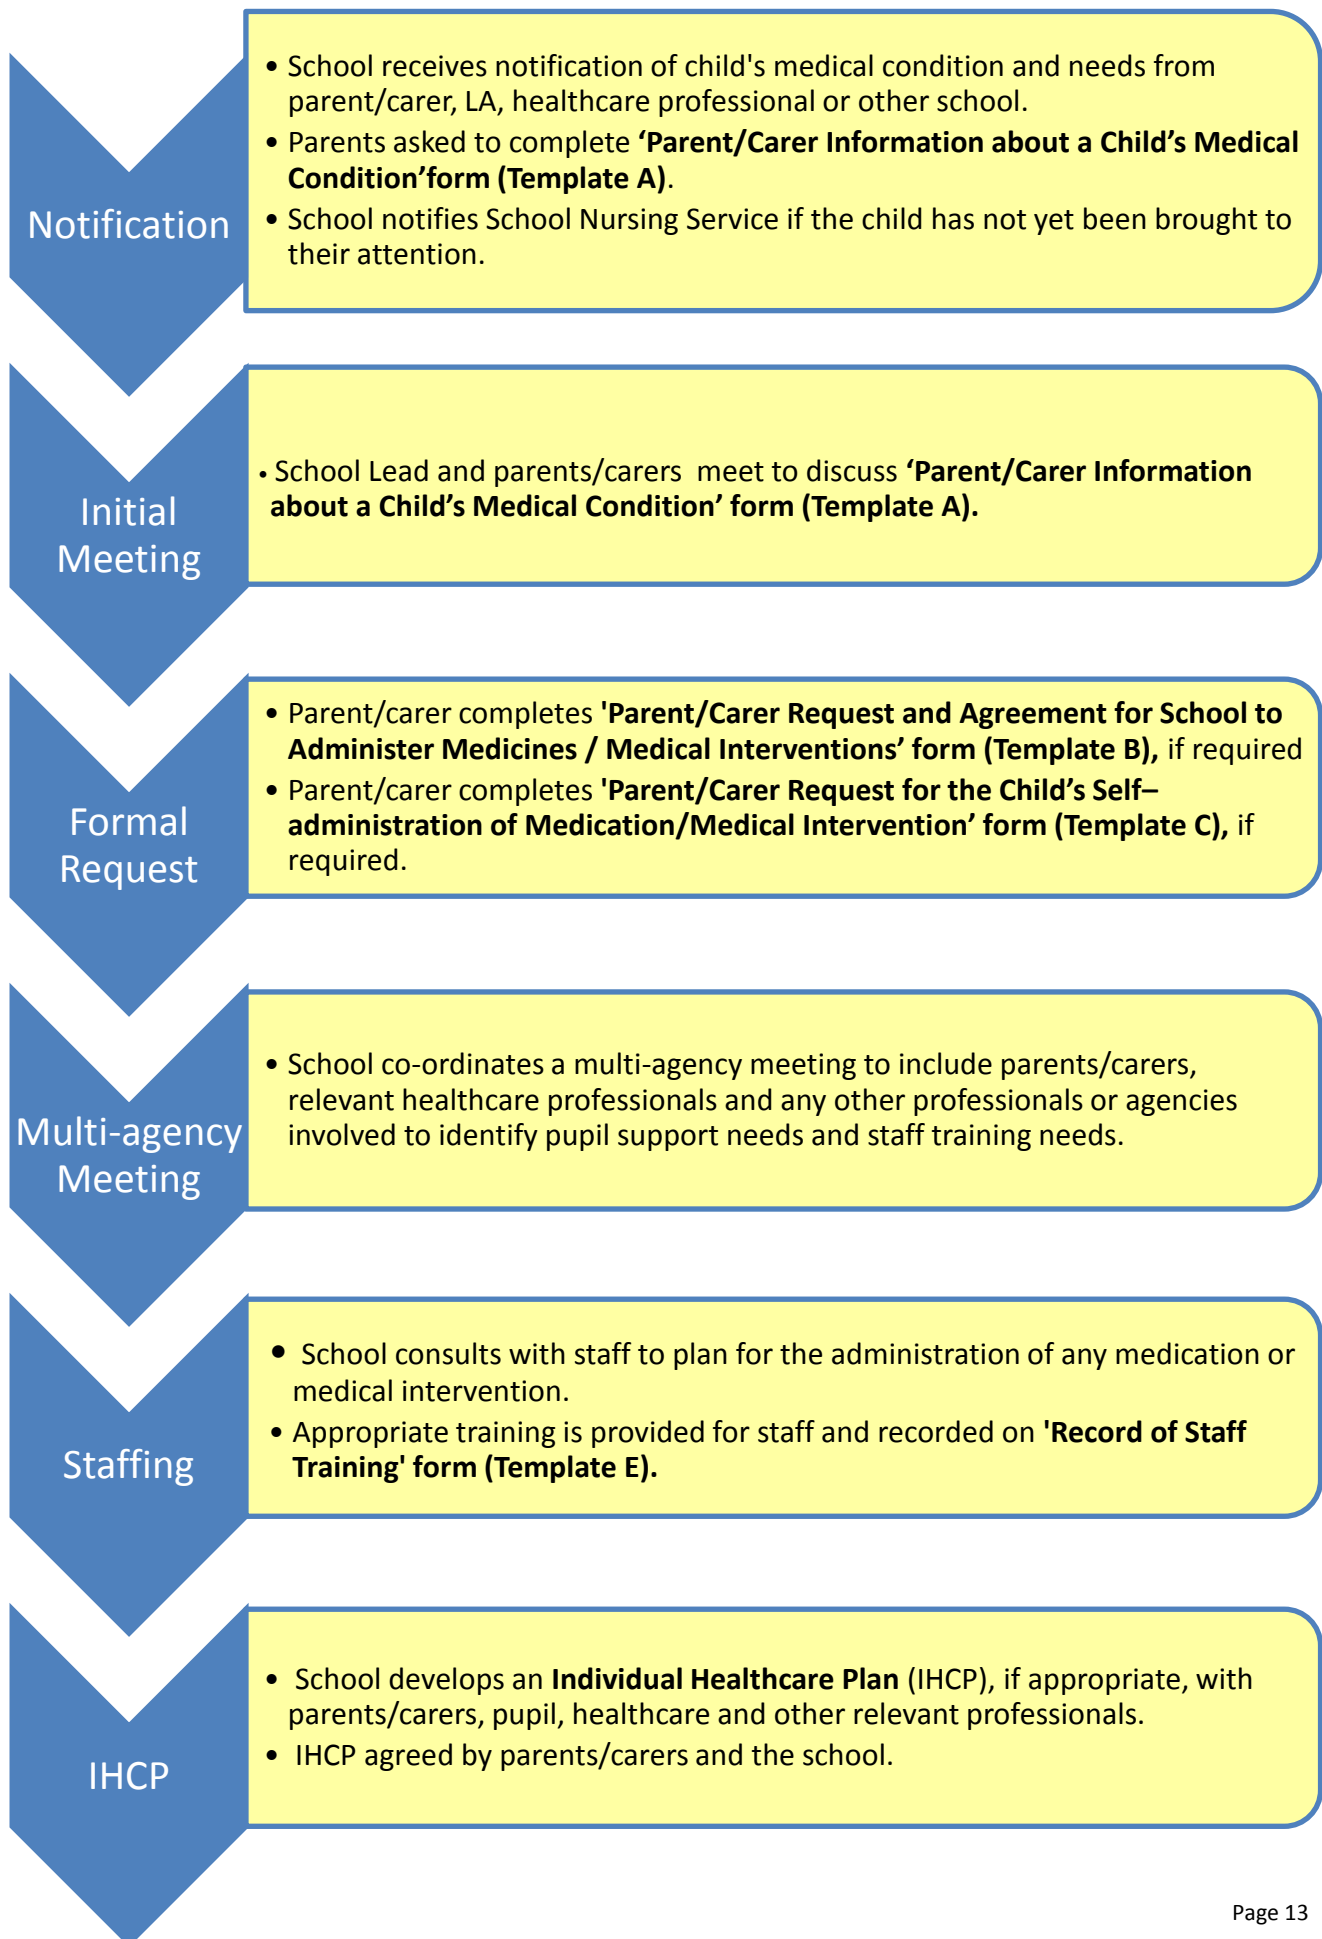 Notification
• School receives notification of child's medical condition and needs from
parent/carer, LA, healthcare professional or other school.
• Parents asked to complete ‘Parent/Carer Information about a Child’s Medical
Condition’form (Template A).
• School notifies School Nursing Service if the child has not yet been brought to
their attention.
Initial
Meeting
• School Lead and parents/carers  meet to discuss ‘Parent/Carer Information
about a Child’s Medical Condition’ form (Template A).
Formal
Request
• Parent/carer completes 'Parent/Carer Request and Agreement for School to
Administer Medicines / Medical Interventions’ form (Template B), if required
• Parent/carer completes 'Parent/Carer Request for the Child’s Self–
administration of Medication/Medical Intervention’ form (Template C), if
required.
Multi-agency
Meeting
• School co-ordinates a multi-agency meeting to include parents/carers,
relevant healthcare professionals and any other professionals or agencies
involved to identify pupil support needs and staff training needs.
Staffing
• School consults with staff to plan for the administration of any medication or
medical intervention.
• Appropriate training is provided for staff and recorded on 'Record of Staff
Training' form (Template E).
IHCP
• School develops an Individual Healthcare Plan (IHCP), if appropriate, with
parents/carers, pupil, healthcare and other relevant professionals.
• IHCP agreed by parents/carers and the school.
Page 13